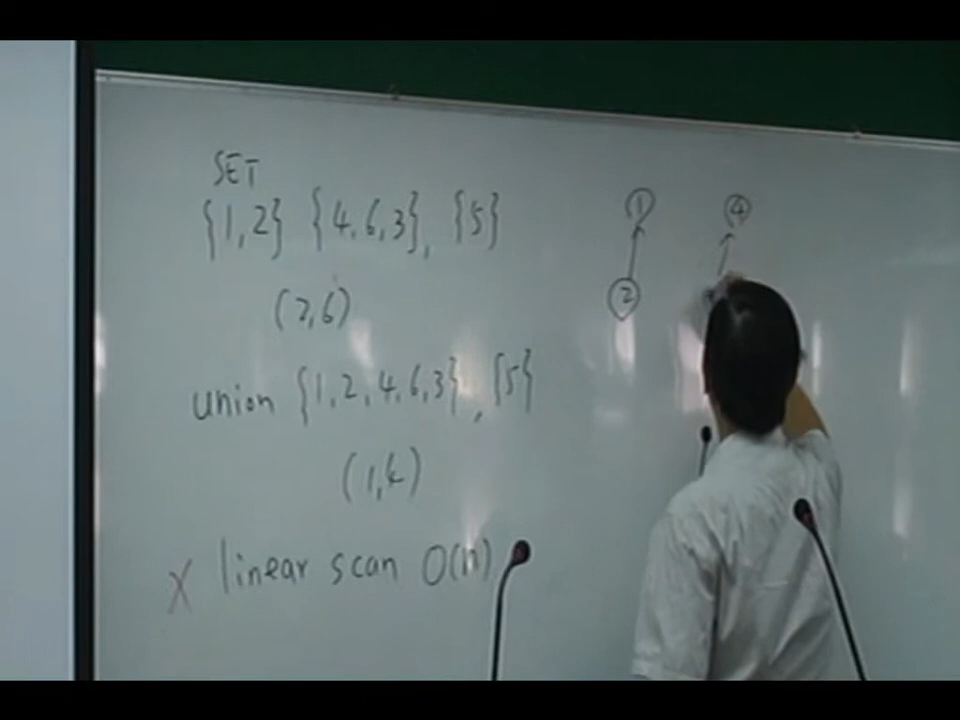 SET
{1,2} {4,6,3}, {5}
(2,6)
union {1,2,4,6,3}, {5}
(1,4)
X linear scan O(n)
1
4
2